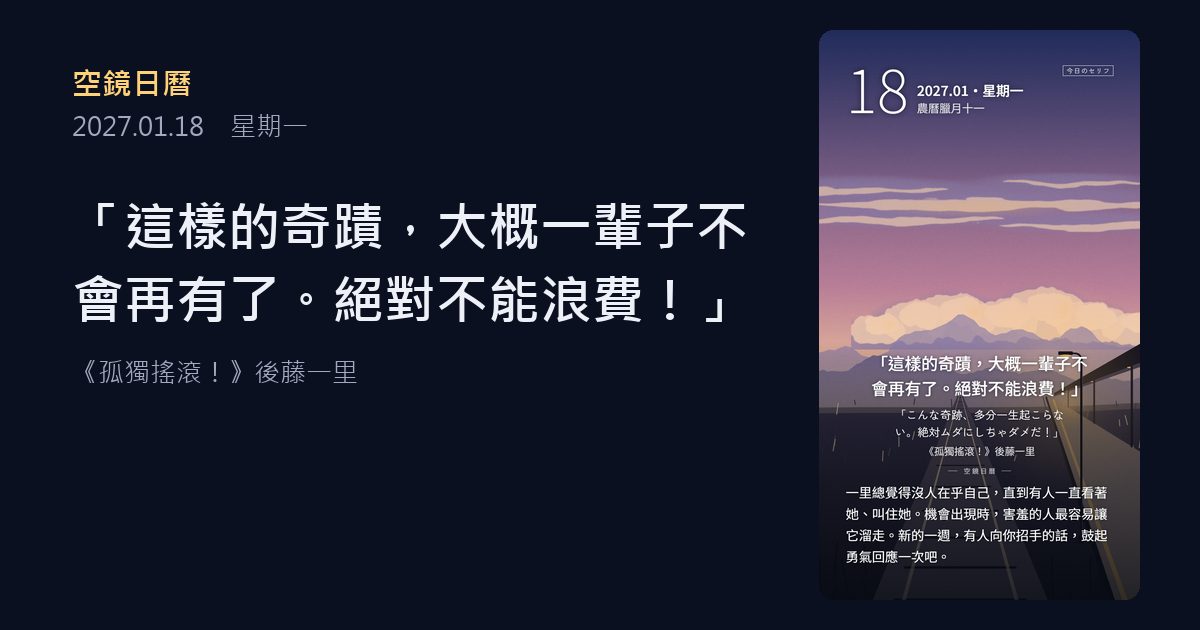 空鏡日曆
2027.01.18 星期一
「這樣的奇蹟，大概一輩子不
會再有了。絕對不能浪費！」
《孤獨搖滾！》後藤一里
18
2027.01・星期一
農曆臘月十一
今日のセリフ
「這樣的奇蹟，大概一輩子不
會再有了。絕對不能浪費！」
「こんな奇跡、多分一生起こらな
い。絶対ムダにしちゃダメだ！」
《孤獨搖滾！》後藤一里
— 空鏡日曆 —
一里總覺得沒人在乎自己，直到有人一直看著
她、叫住她。機會出現時，害羞的人最容易讓
它溜走。新的一週，有人向你招手的話，鼓起
勇氣回應一次吧。